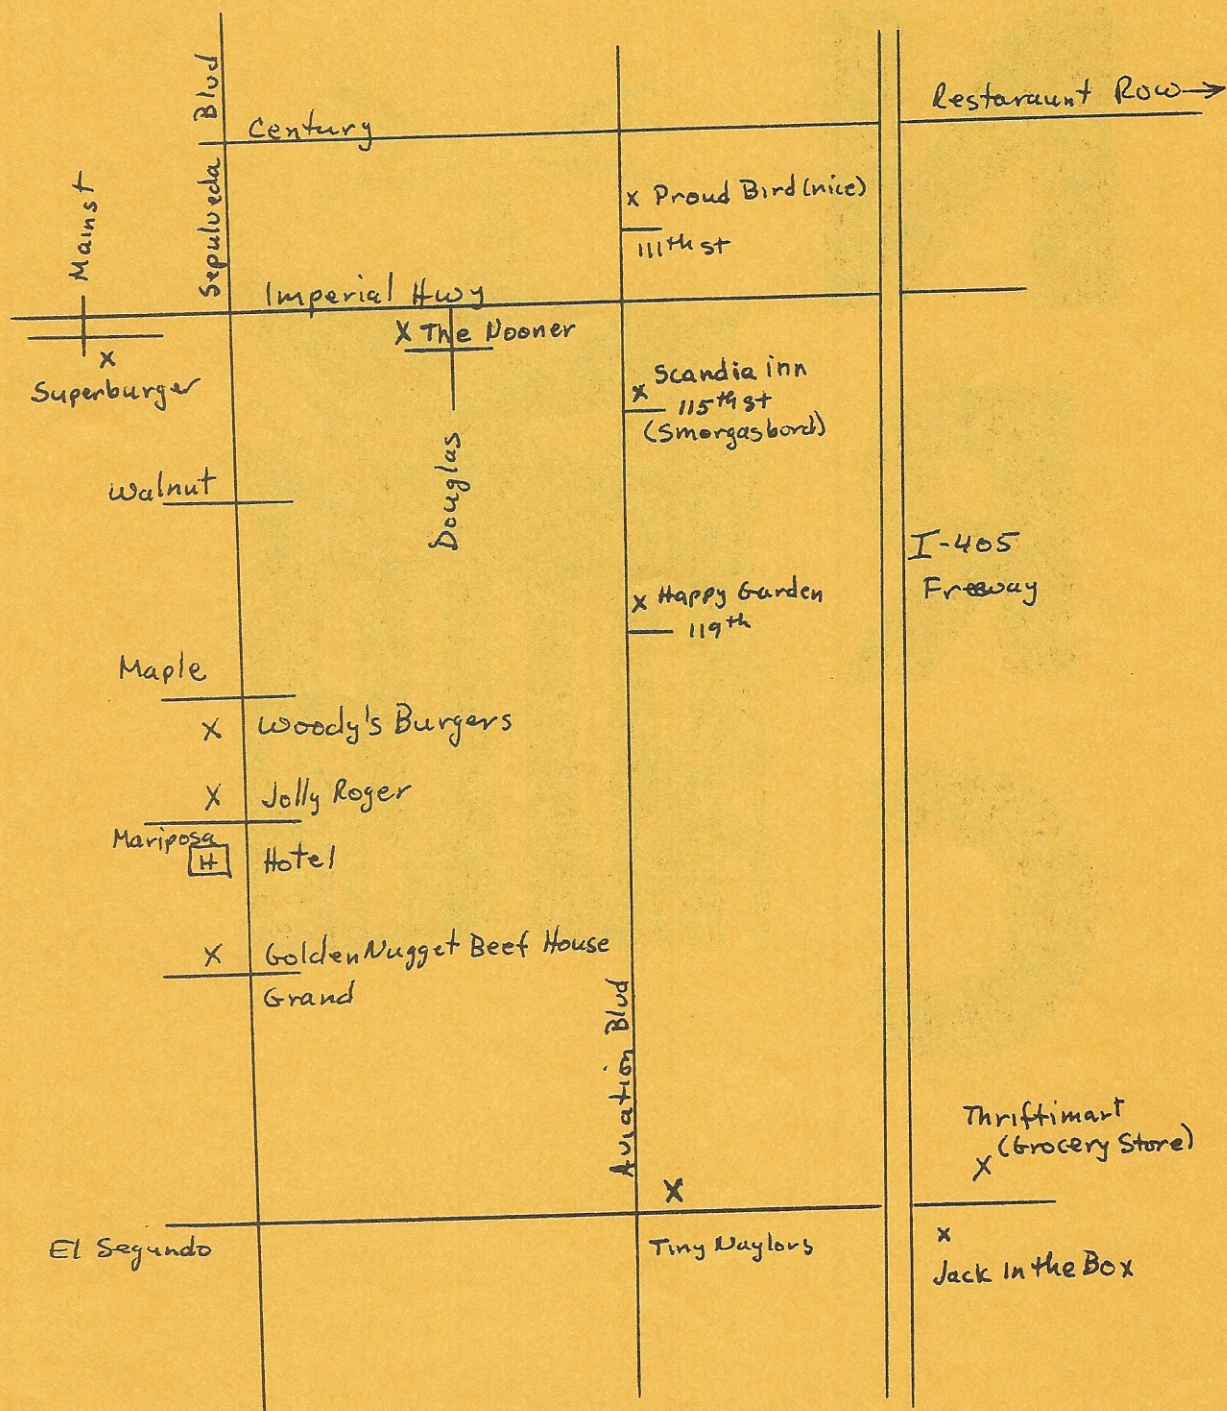 Restaraunt Row
Sepulveda Blvd
Century
Main st
x Proud Bird (nice)
111th st
Imperial Hwy
X The Nooner
x
Superburger
Scandia inn
x 115th st
(Smorgasbord)
Douglas
Walnut
I-405
Freeway
x Happy Garden
119th
Maple
X Woody's Burgers
X Jolly Roger
Mariposa
H Hotel
X Golden Nugget Beef House
Grand
Aviation Blvd
Thriftimart
(Grocery Store)
X
X
El Segundo
Tiny Naylors
x
Jack In the Box